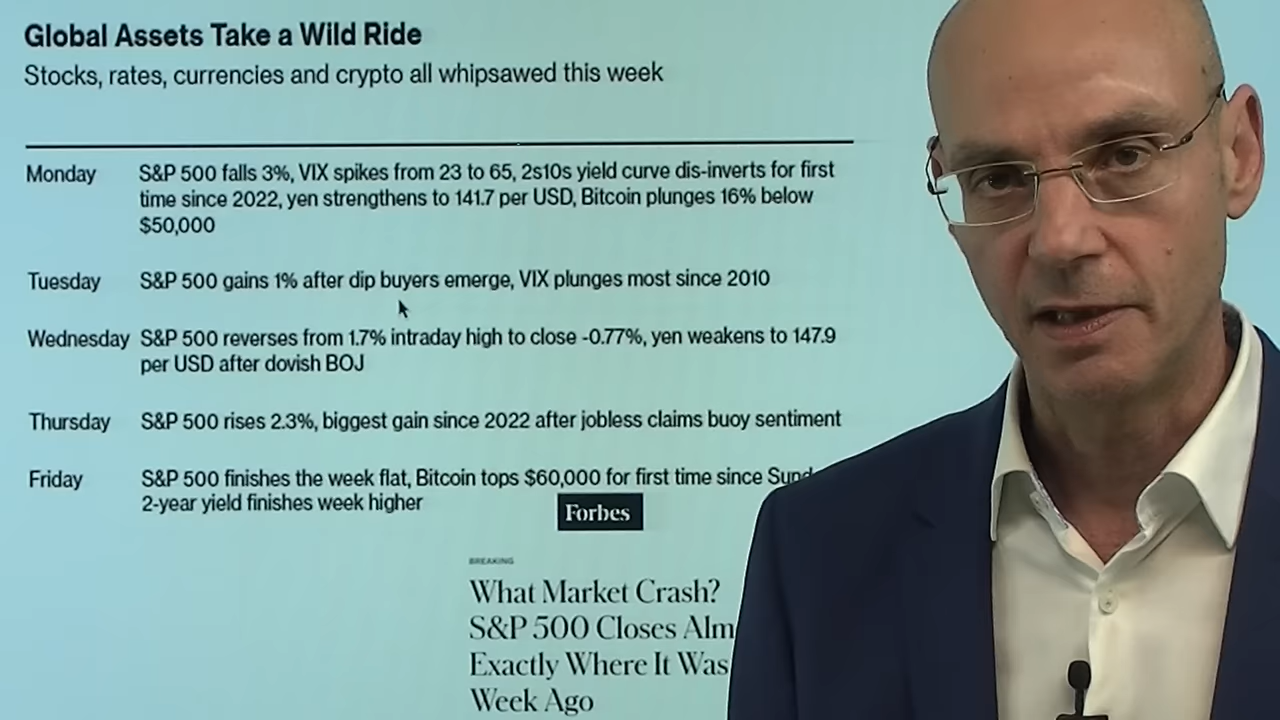 Global Assets Take a Wild Ride
Stocks, rates, currencies and crypto all whipsawed this week
Monday S&P 500 falls 3%, VIX spikes from 23 to 65, 2s10s yield curve dis-inverts for first
time since 2022, yen strengthens to 141.7 per USD, Bitcoin plunges 16% below
$50,000
Tuesday S&P 500 gains 1% after dip buyers emerge, VIX plunges most since 2010
Wednesday S&P 500 reverses from 1.7% intraday high to close -0.77%, yen weakens to 147.9
per USD after dovish BOJ
Thursday S&P 500 rises 2.3%, biggest gain since 2022 after jobless claims buoy sentiment
Friday S&P 500 finishes the week flat, Bitcoin tops $60,000 for first time since
2-year yield finishes week higher
Forbes
BREAKING
What Market Crash?
S&P 500 Closes
Exactly Where It Was
Week Ago